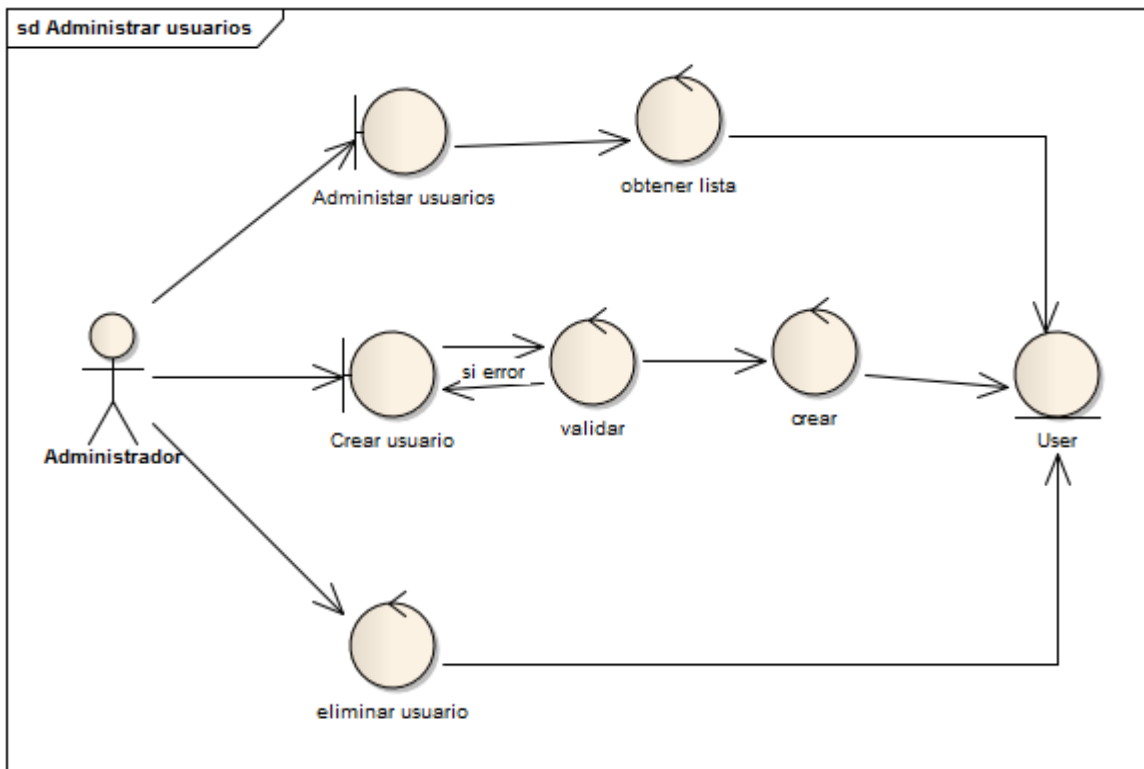 sd Administrar usuarios
Administar usuarios
obtener lista
si error
Crear usuario
validar
crear
User
Administrador
eliminar usuario